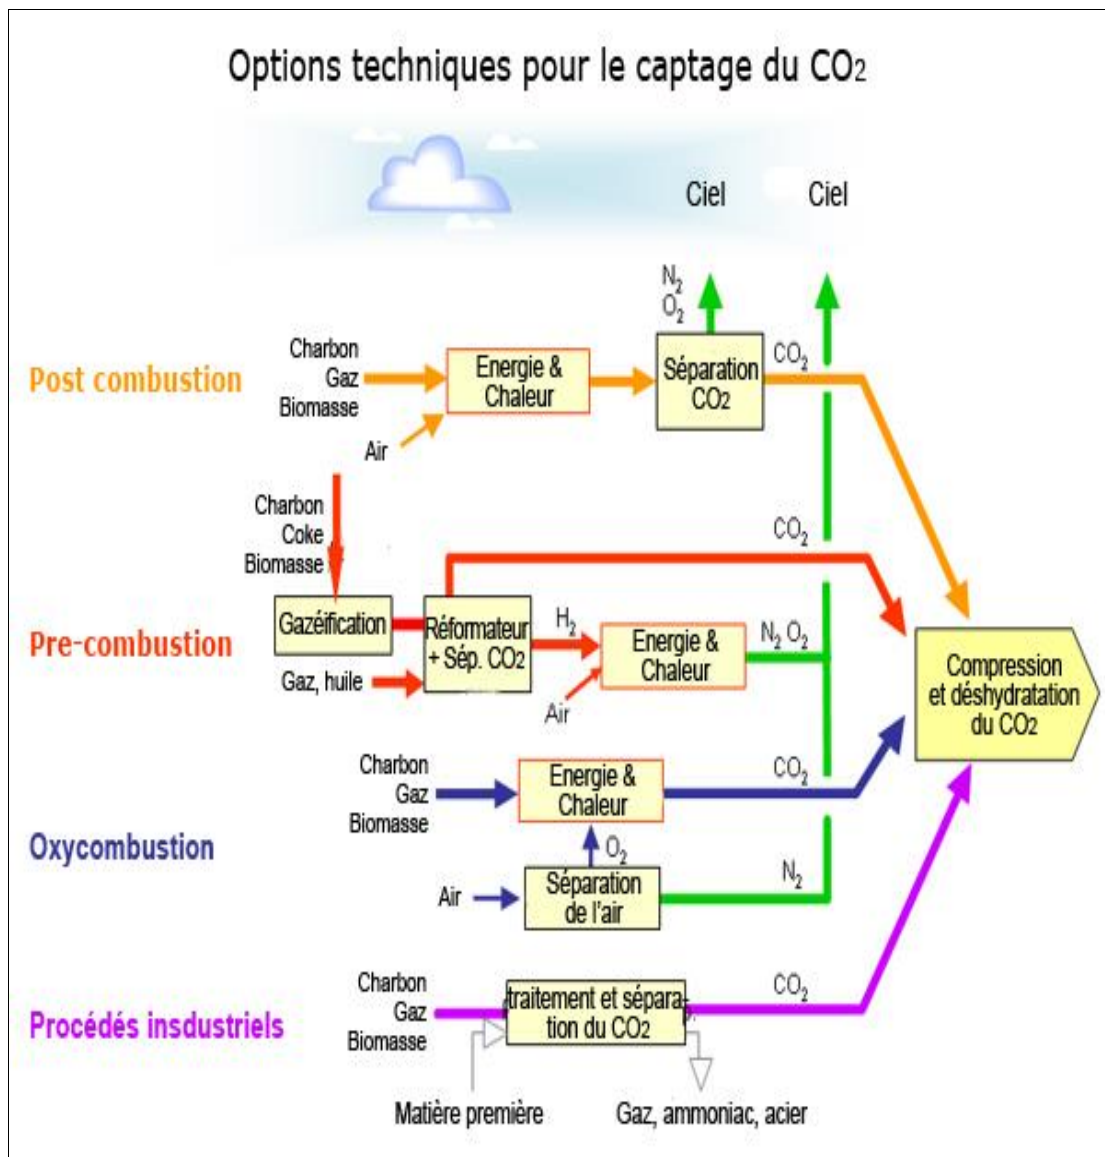 Options techniques pour le captage du CO2
Ciel
Ciel
N2
O2
Post combustion
Charbon
Gaz
Biomasse
Air
Energie &
Chaleur
Séparation
CO2
CO2
Charbon
Coke
Biomasse
CO2
Pre-combustion
Gazéification
Gaz, huile
Réformateur
+ Sép. CO2
H2
Air
Energie &
Chaleur
N2 O2
Compression
et déshydratation
du CO2
Oxycombustion
Charbon
Gaz
Biomasse
Energie &
Chaleur
CO2
O2
Air
Séparation
de l'air
N2
Procédés insdustriels
Charbon
Gaz
Biomasse
traitement et sépara-
tion du CO2
CO2
Matière première
Gaz, ammoniac, acier